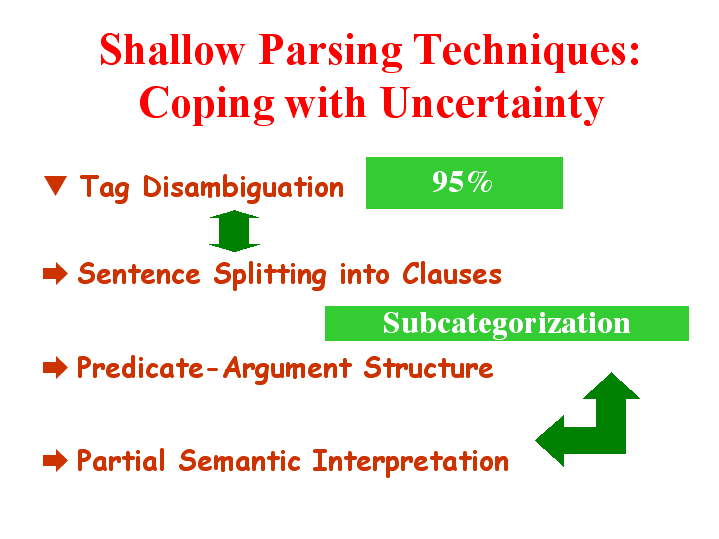 Shallow Parsing Techniques:
Coping with Uncertainty
Tag Disambiguation
95%
Sentence Splitting into Clauses
Subcategorization
Predicate-Argument Structure
Partial Semantic Interpretation